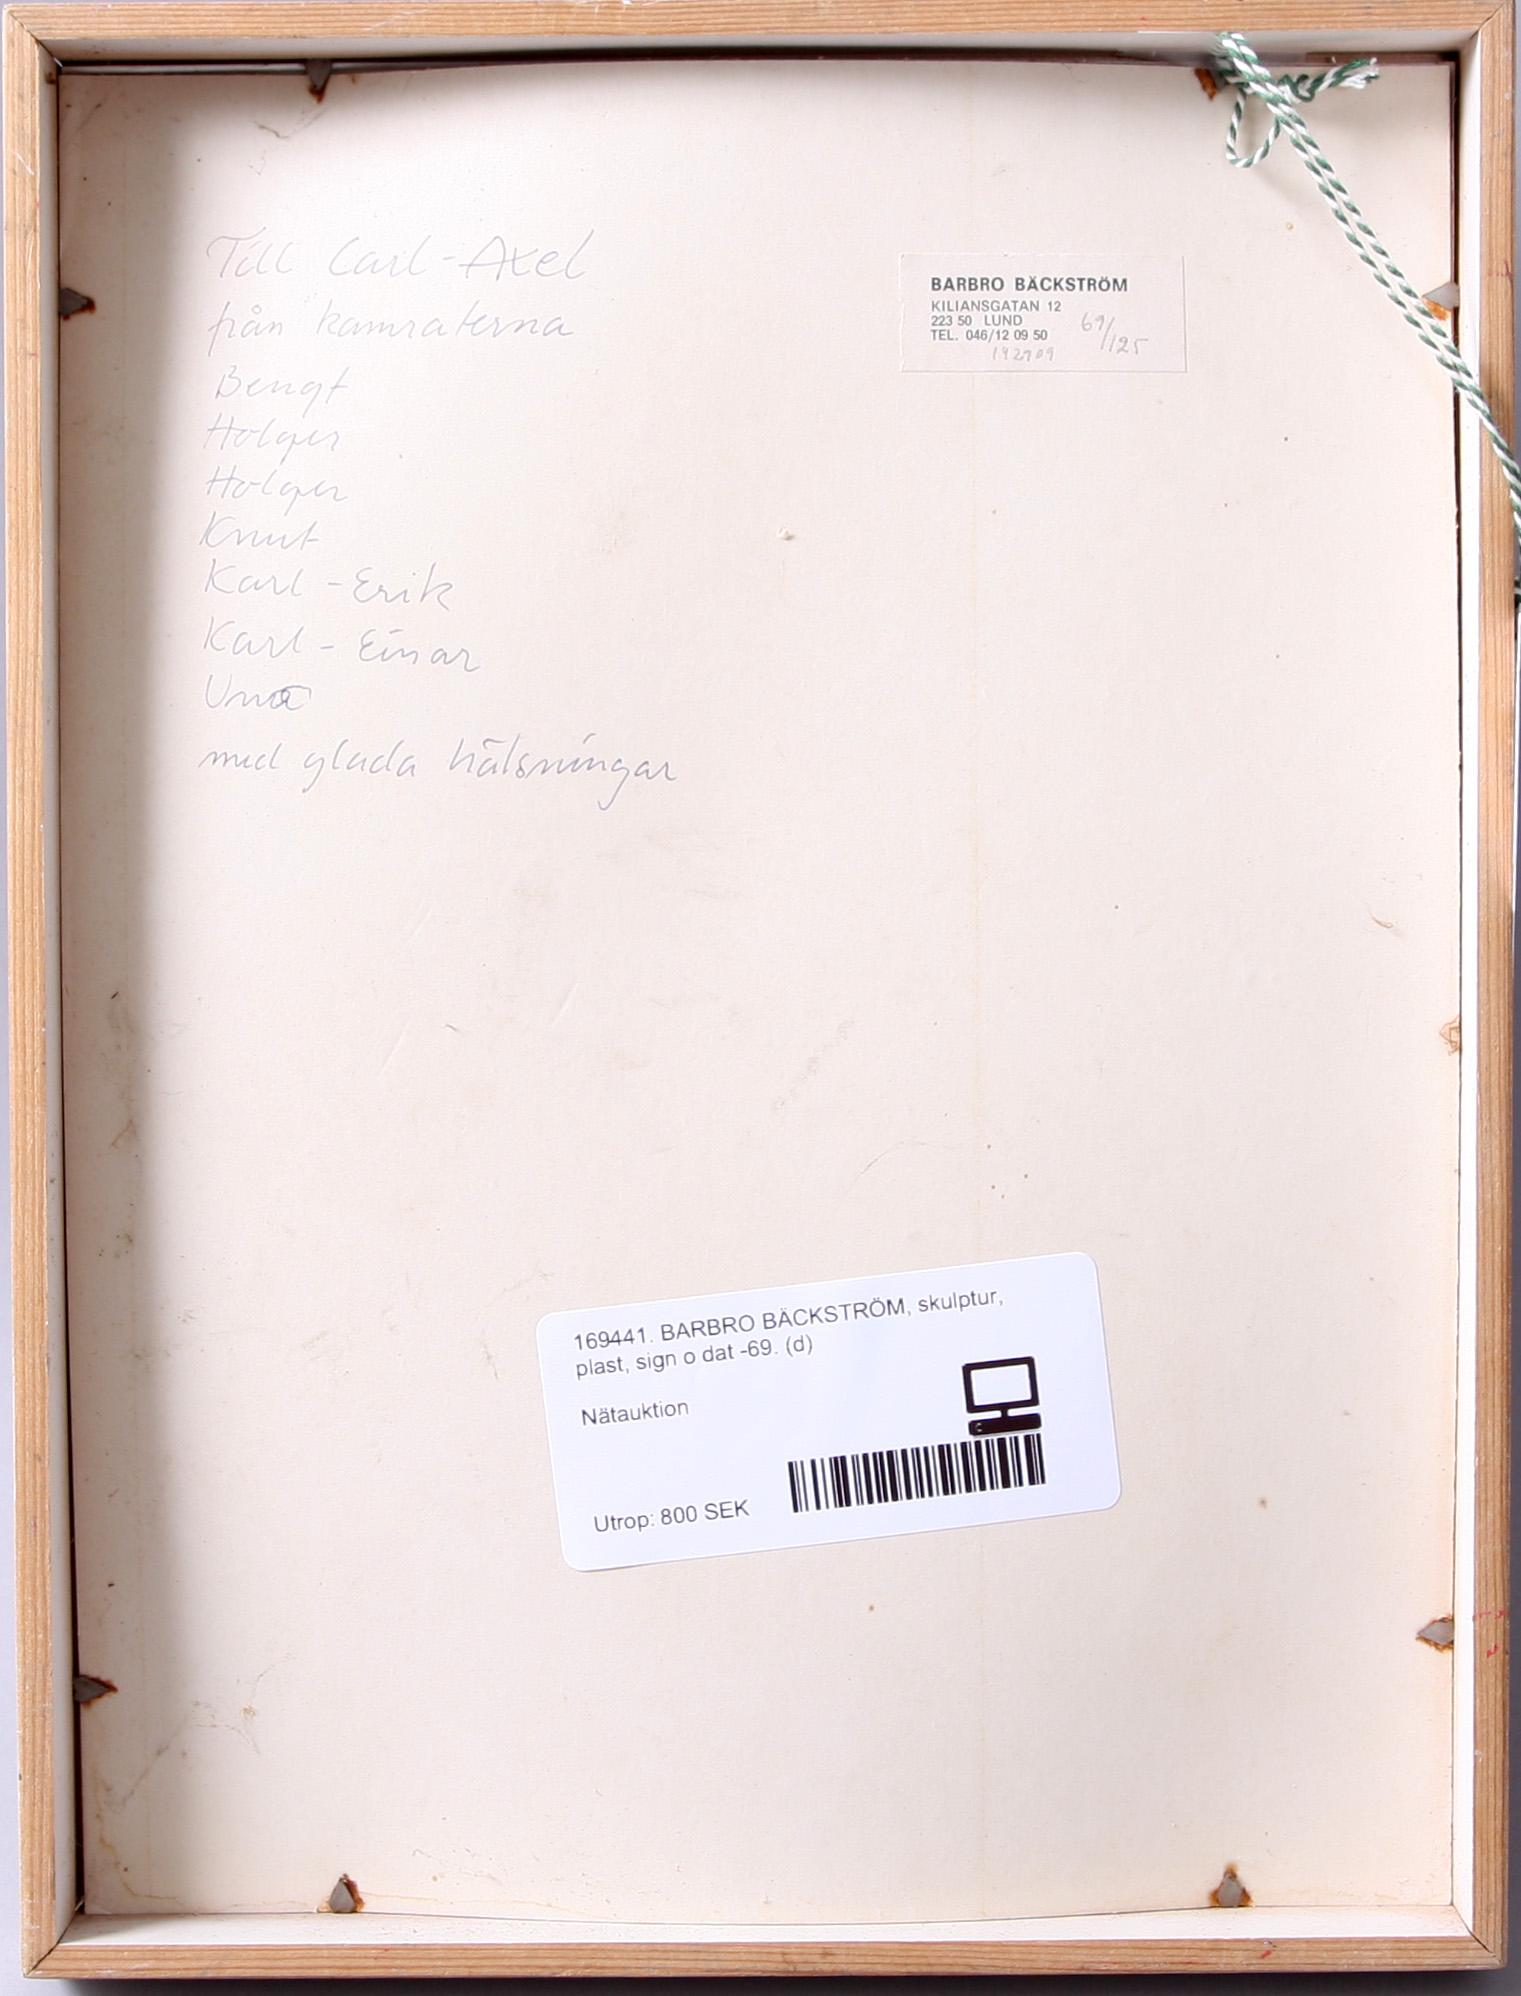 Till Carl-Axel
från kamraterna
Bengt
Holger
Holger
Knut
Karl-Erik
Karl-Einar
Una
med glada hälsningar
BARBRO BÄCKSTRÖM
KILIANSGATAN 12
223 50 LUND
TEL. 046/12 09 50
69/125
142909
169441. BARBRO BÄCKSTRÖM, skulptur,
plast, sign o dat -69. (d)
Nätauktion
Utrop: 800 SEK